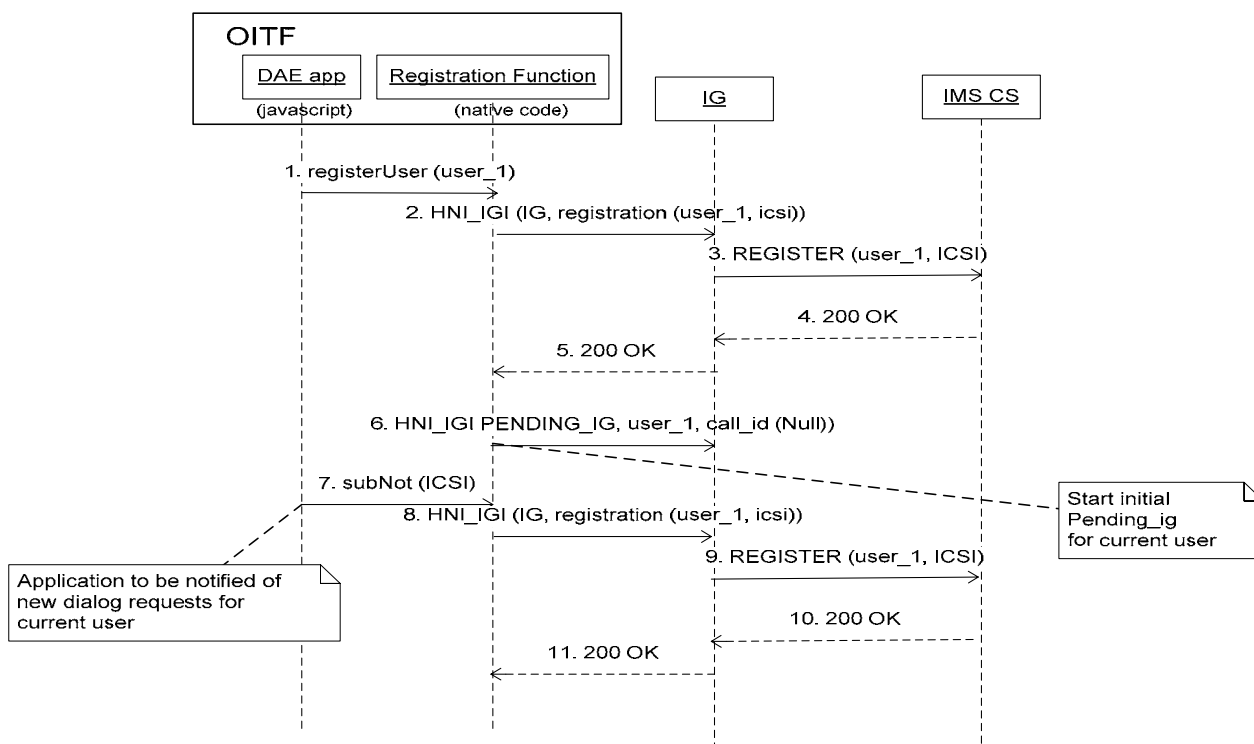 OITF
DAE app
Registration Function
(javascript)
(native code)
IG
IMS CS
1. registerUser (user_1)
2. HNI_IGI (IG, registration (user_1, icsi))
3. REGISTER (user_1, ICSI)
4. 200 OK
5. 200 OK
6. HNI_IGI PENDING_IG, user_1, call_id (Null))
7. subNot (ICSI)
8. HNI_IGI (IG, registration (user_1, icsi))
Start initial
Pending_ig
for current user
9. REGISTER (user_1, ICSI)
Application to be notified of
new dialog requests for
current user
10. 200 OK
11. 200 OK